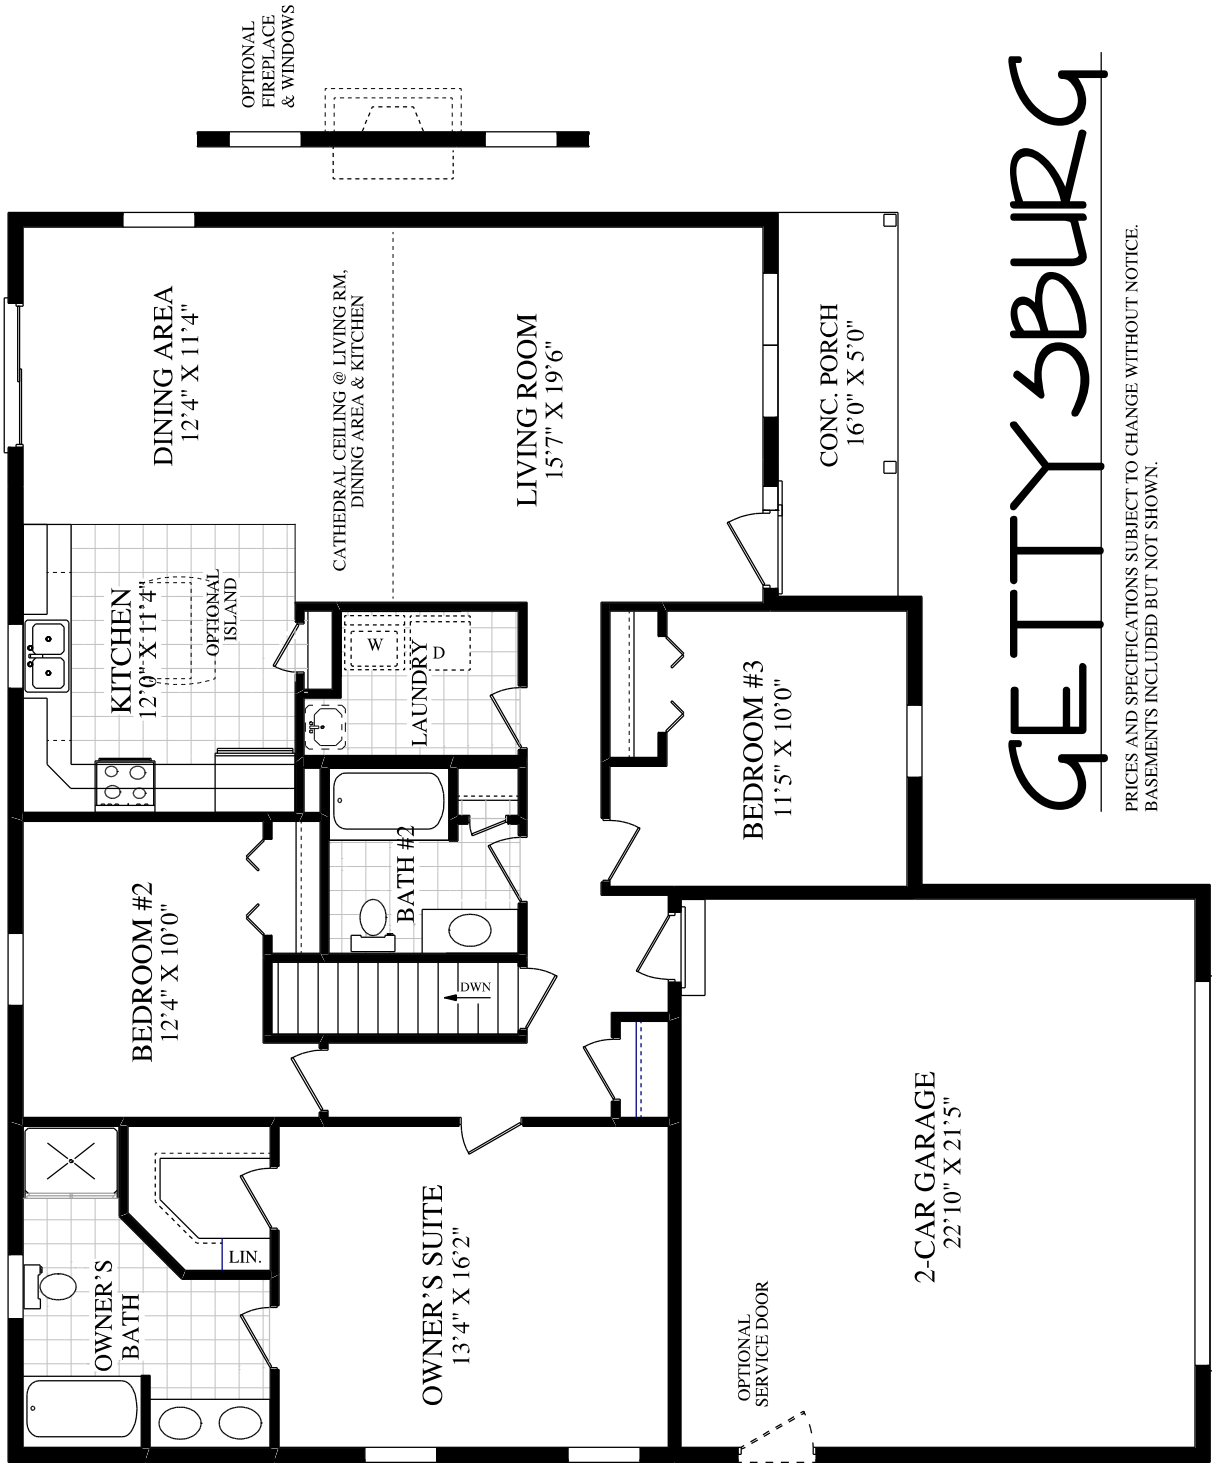 OPTIONAL
FIREPLACE
& WINDOWS
DINING AREA
12'4" X 11'4"
CATHEDRAL CEILING @ LIVING RM,
DINING AREA & KITCHEN
LIVING ROOM
15'7" X 19'6"
CONC. PORCH
16'0" X 5'0"
KITCHEN
12'0" X 11'4"
OPTIONAL
ISLAND
W
D
LAUNDRY
BEDROOM #3
11'5" X 10'0"
BATH #2
BEDROOM #2
12'4" X 10'0"
DWN
LIN.
OWNER'S
BATH
OWNER'S SUITE
13'4" X 16'2"
2-CAR GARAGE
22'10" X 21'5"
OPTIONAL
SERVICE DOOR
GETTYSBURG
PRICES AND SPECIFICATIONS SUBJECT TO CHANGE WITHOUT NOTICE.
BASEMENTS INCLUDED BUT NOT SHOWN.